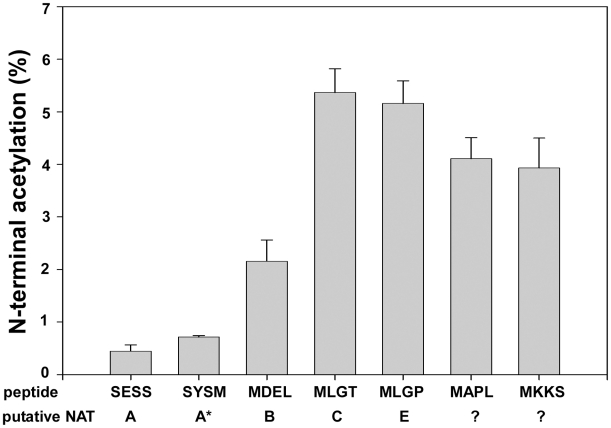 N-terminal acetylation (%)
7
6
5
4
3
2
1
0
peptide SESS SYSM MDEL MLGT MLGP MAPL MKKS
putative NAT A A* B C E ? ?